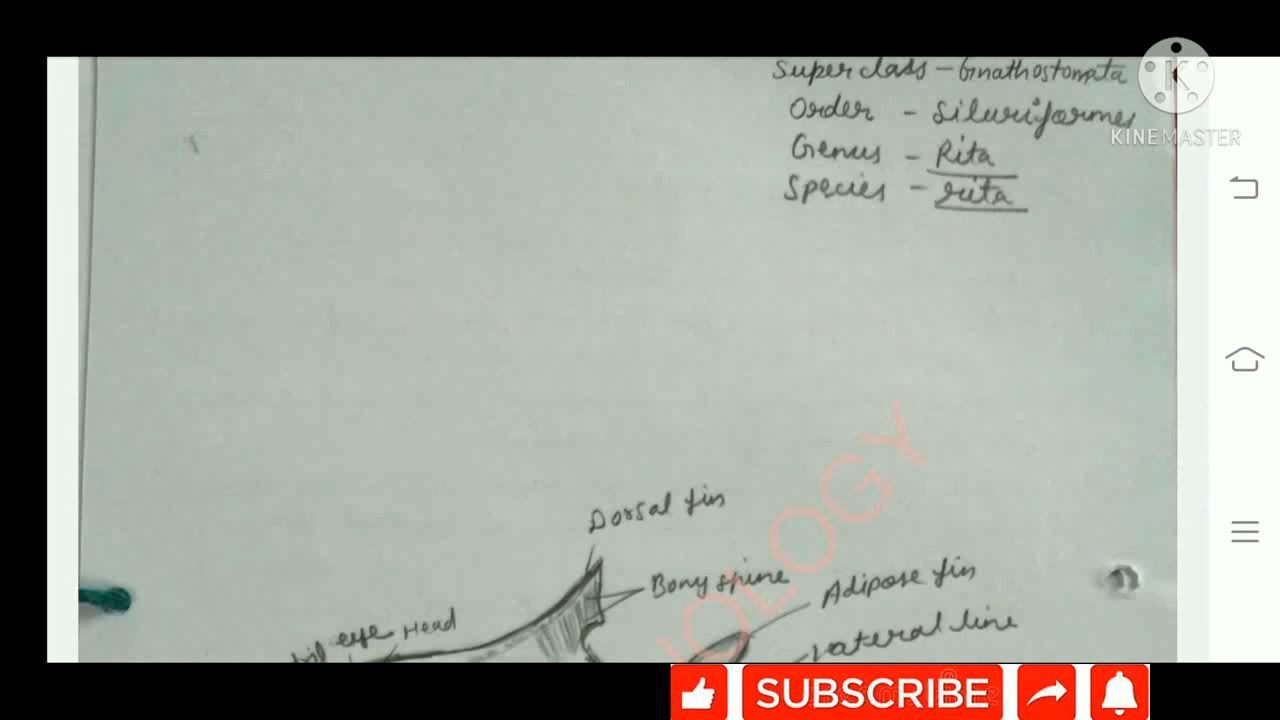 Superclass - Gnathostomata
Order - Siluriformes
Genus - Rita
Species - rita
KINEMASTER
Dorsal fin
Bony spine
Adipose fin
Lateral line
eye Head
OLOGY
SUBSCRIBE